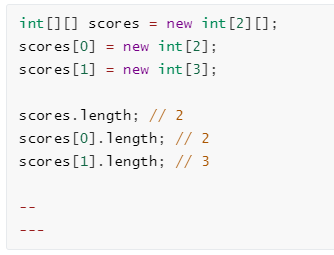 int[][] scores = new int[2][];
scores[0] = new int[2];
scores[1] = new int[3];
scores.length; // 2
scores[0].length; // 2
scores[1].length; // 3
--
---